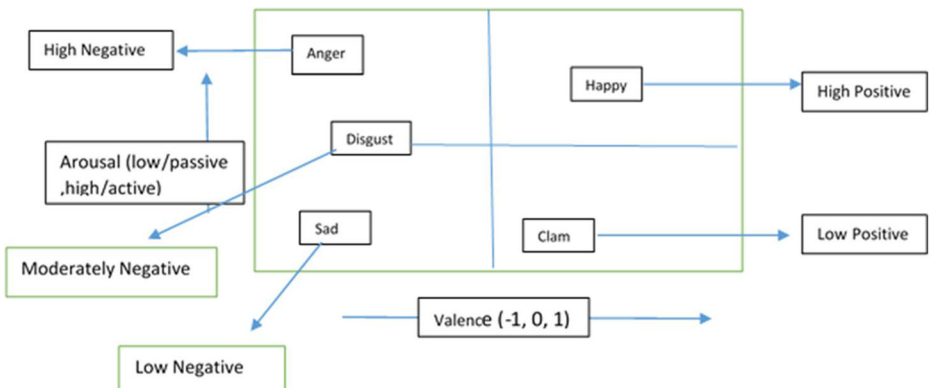 High Negative
Anger
Happy
High Positive
Disgust
Arousal (low/passive
,high/active)
Sad
Clam
Low Positive
Moderately Negative
Valence (-1, 0, 1)
Low Negative